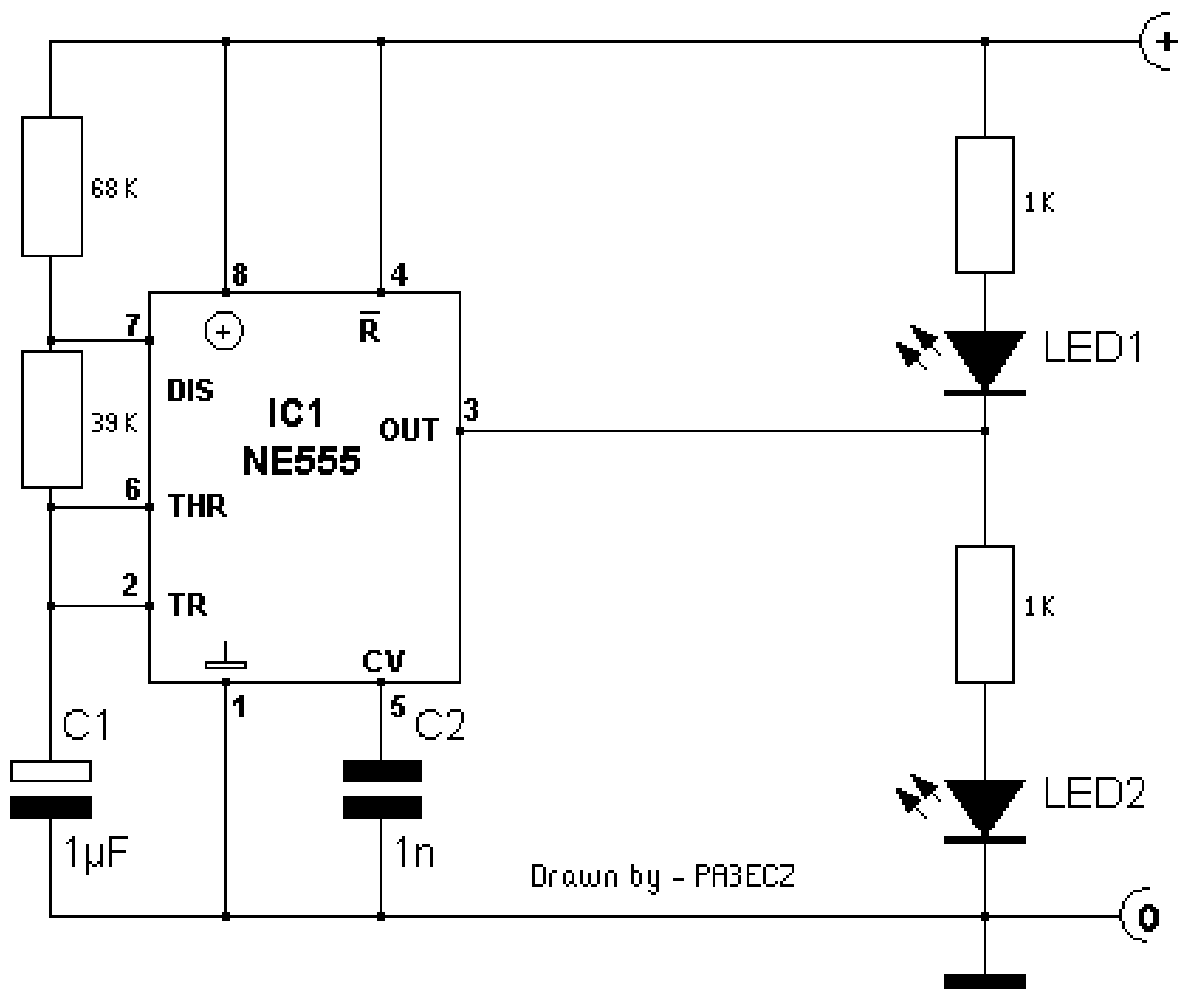 +
68 K
1K
8
4
7
+
R̅
LED1
DIS
IC1
3
39 K
OUT
NE555
6
THR
2
TR
1K
CV
1
5
C1
C2
LED2
1µF
1n
Drawn by - PA3ECZ
0